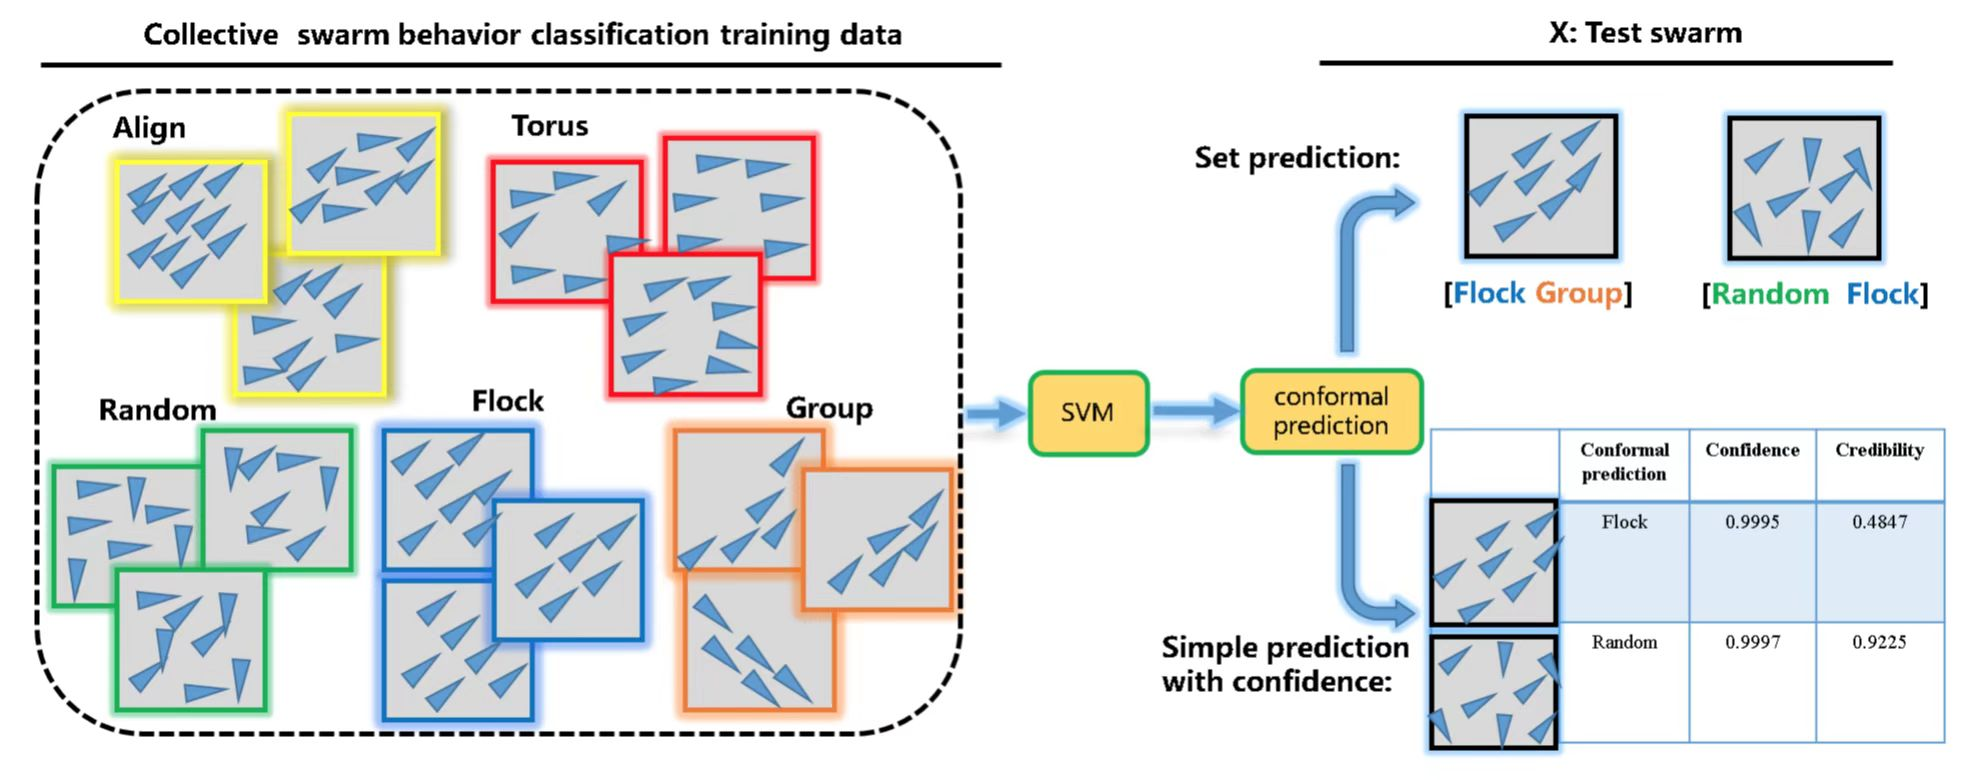 Collective swarm behavior classification training data
X: Test swarm
Align
Torus
Random
Flock
Group
SVM
conformal
prediction
Set prediction:
[Flock Group]
[Random Flock]
Simple prediction
with confidence:
Conformal
prediction
Confidence
Credibility
Flock 0.9995 0.4847
Random 0.9997 0.9225